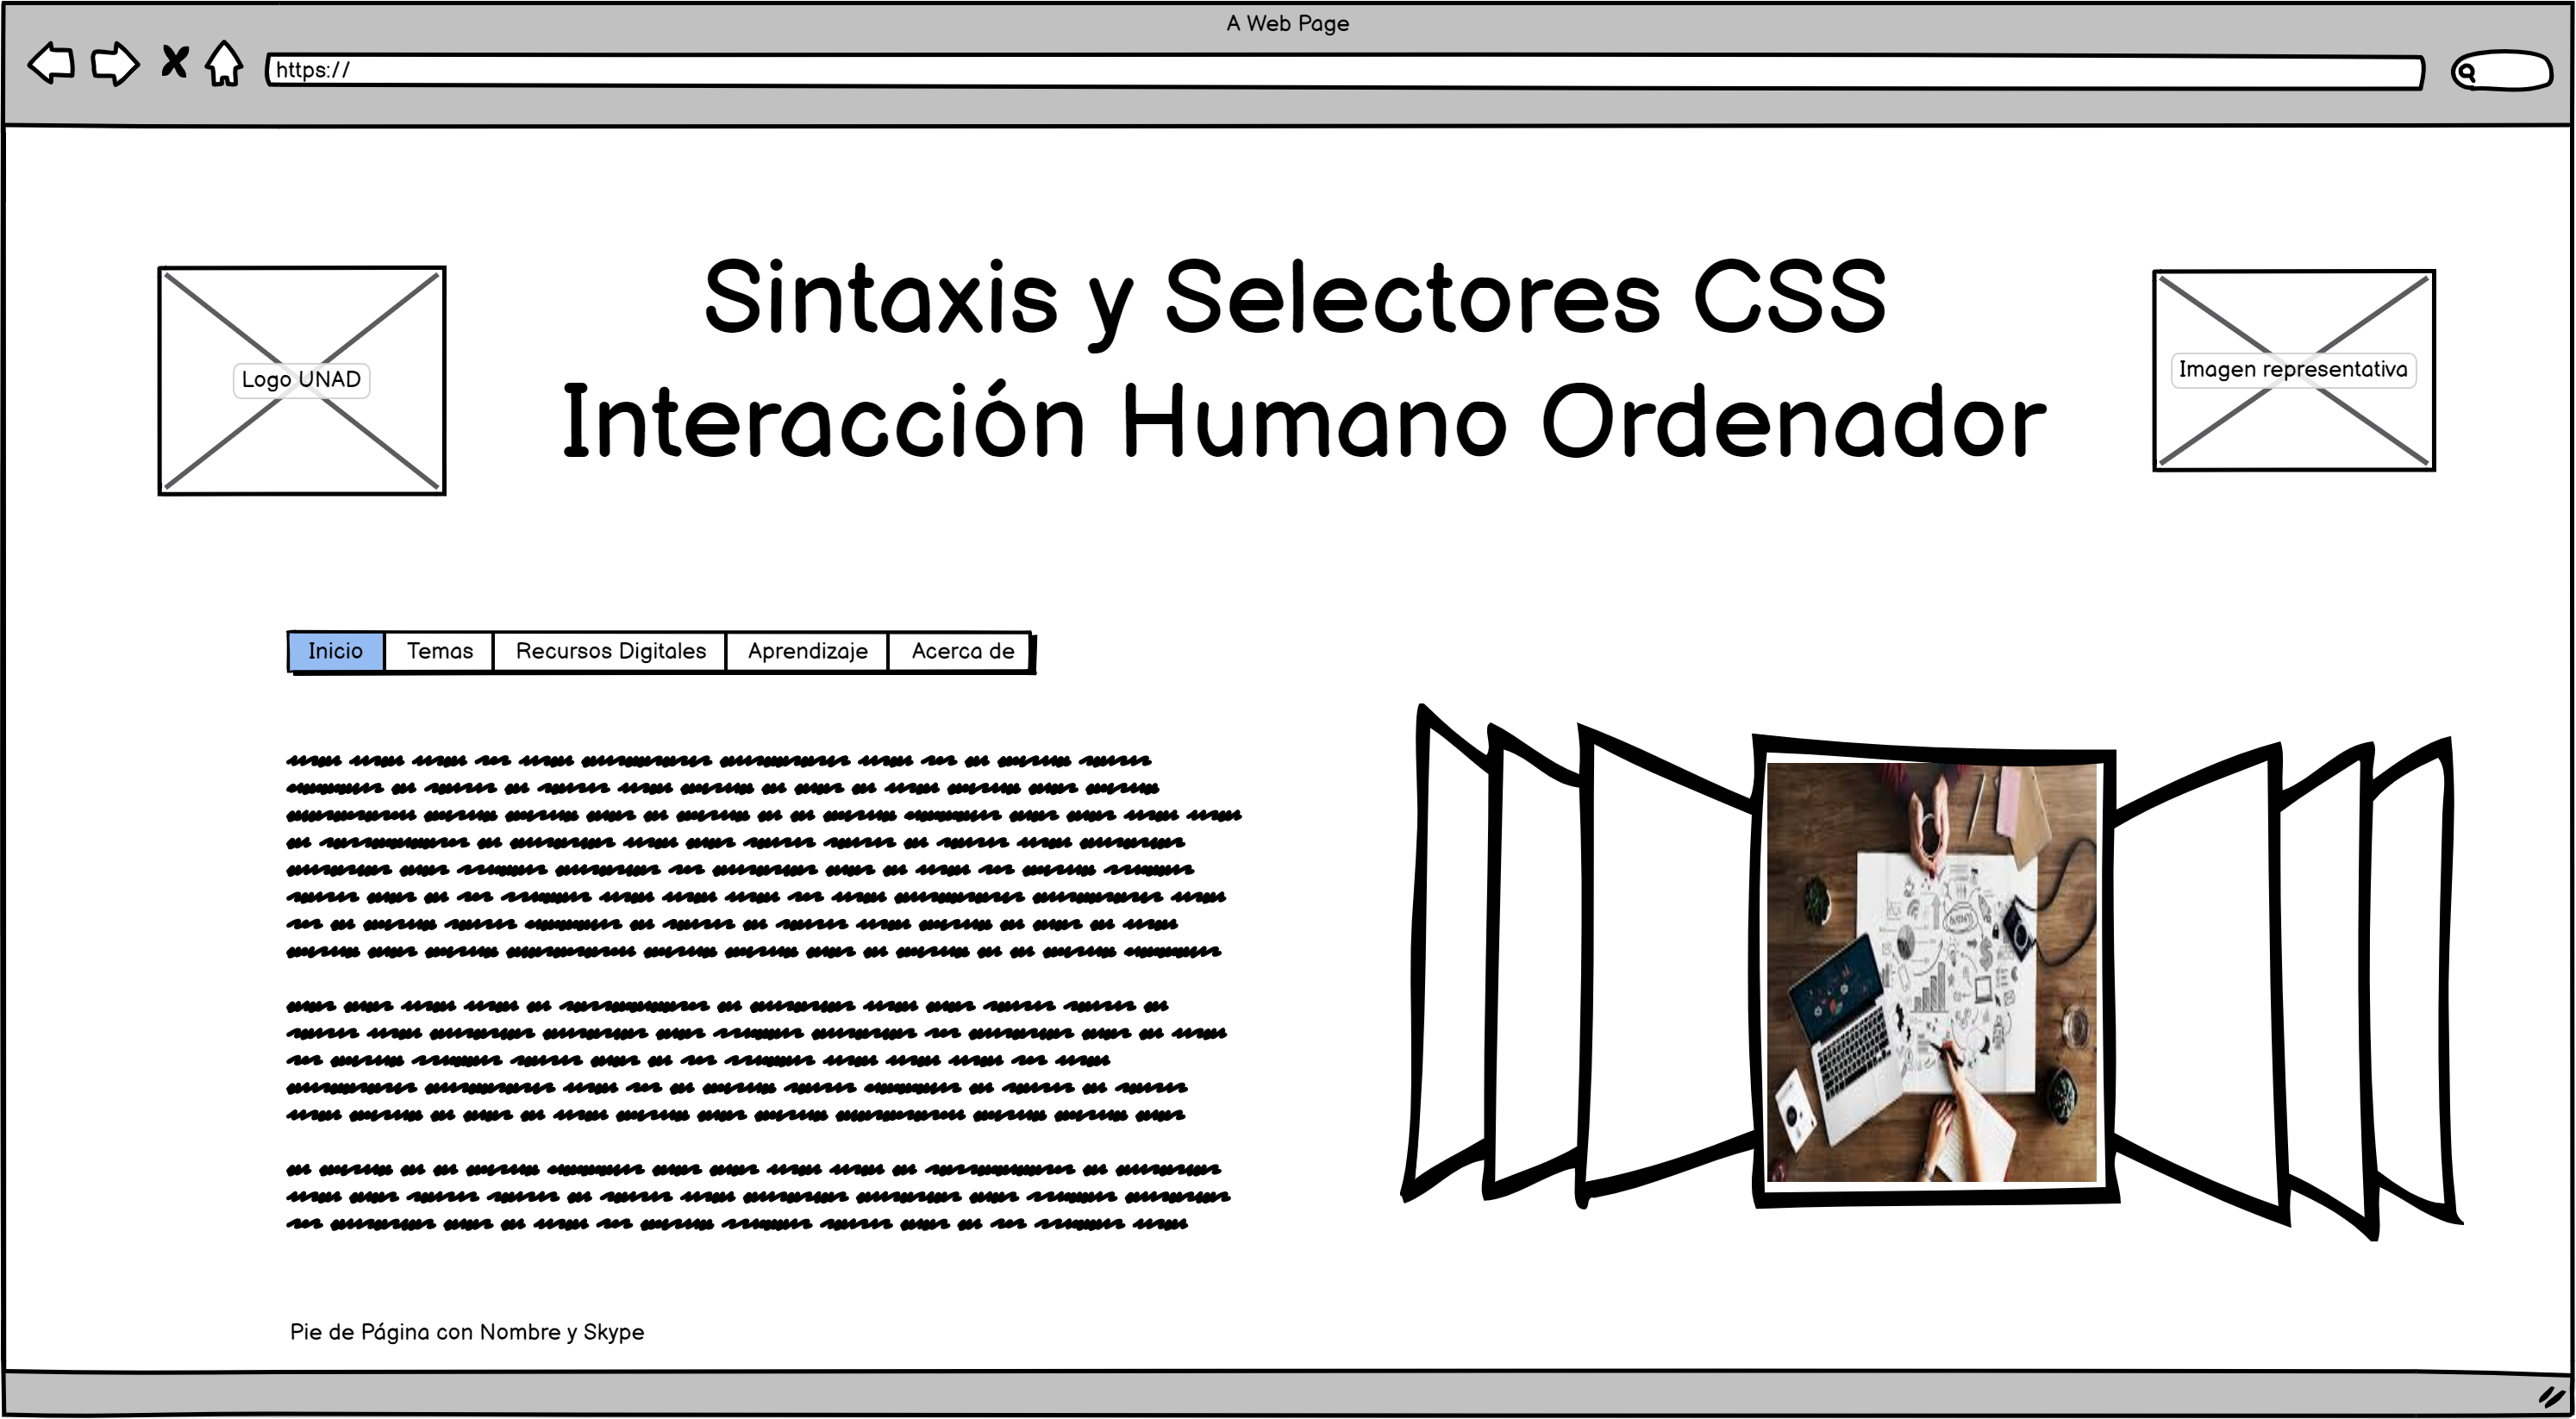 A Web Page
https://
Sintaxis y Selectores CSS
Interacción Humano Ordenador
Logo UNAD
Imagen representativa
Inicio Temas Recursos Digitales Aprendizaje Acerca de
Pie de Página con Nombre y Skype